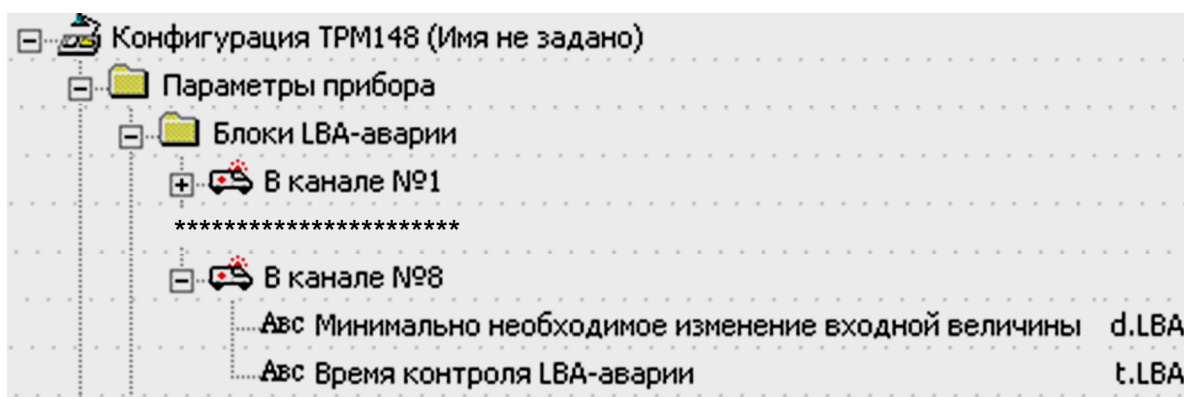 Конфигурация ТРМ148 (Имя не задано)
Параметры прибора
Блоки LBA-аварии
В канале №1
***********************
В канале №8
Авс Минимально необходимое изменение входной величины d.LBA
Авс Время контроля LBA-аварии t.LBA